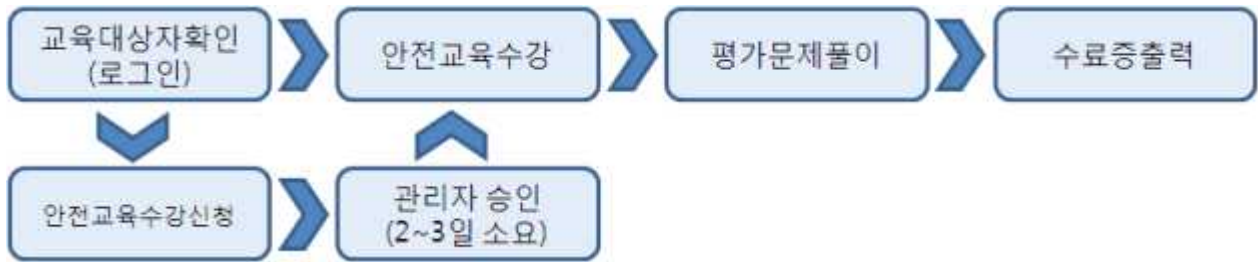 교육대상자확인
(로그인)
안전교육수강
평가문제풀이
수료증출력
안전교육수강신청
관리자 승인
(2~3일 소요)